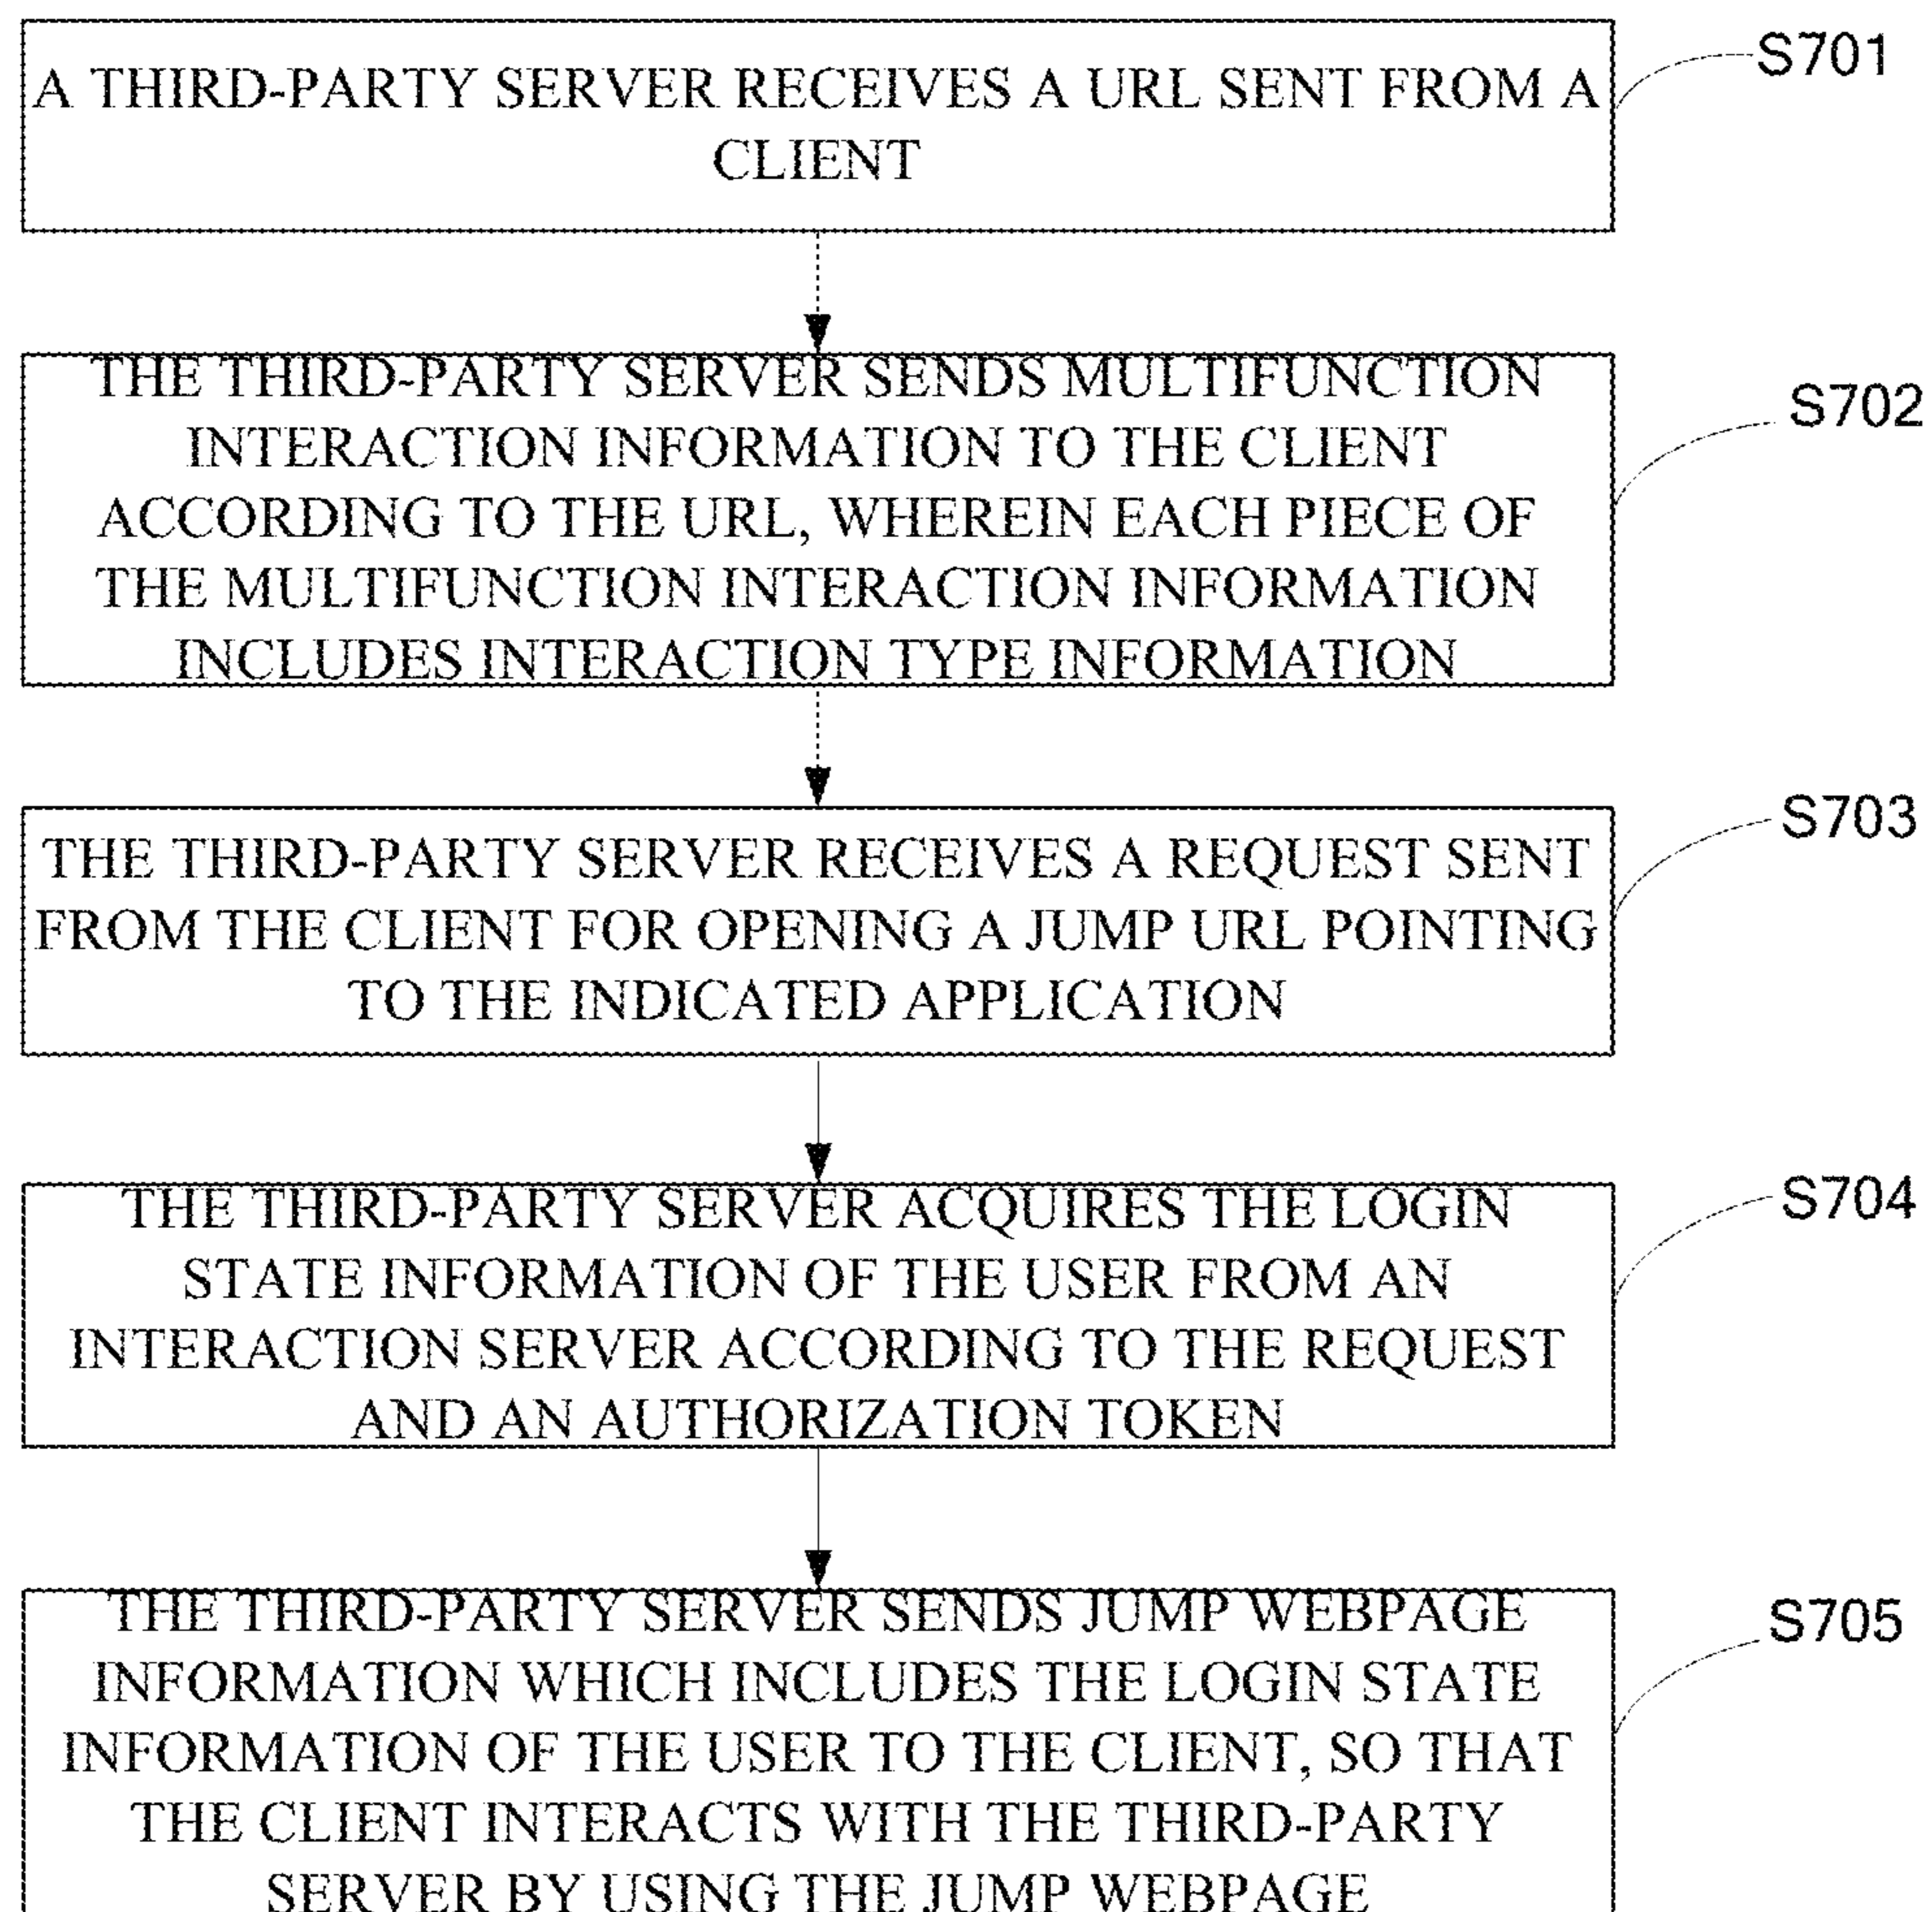 A THIRD-PARTY SERVER RECEIVES A URL SENT FROM A
CLIENT
S701
THE THIRD-PARTY SERVER SENDS MULTIFUNCTION
INTERACTION INFORMATION TO THE CLIENT
ACCORDING TO THE URL, WHEREIN EACH PIECE OF
THE MULTIFUNCTION INTERACTION INFORMATION
INCLUDES INTERACTION TYPE INFORMATION
S702
THE THIRD-PARTY SERVER RECEIVES A REQUEST SENT
FROM THE CLIENT FOR OPENING A JUMP URL POINTING
TO THE INDICATED APPLICATION
S703
THE THIRD-PARTY SERVER ACQUIRES THE LOGIN
STATE INFORMATION OF THE USER FROM AN
INTERACTION SERVER ACCORDING TO THE REQUEST
AND AN AUTHORIZATION TOKEN
S704
THE THIRD-PARTY SERVER SENDS JUMP WEBPAGE
INFORMATION WHICH INCLUDES THE LOGIN STATE
INFORMATION OF THE USER TO THE CLIENT, SO THAT
THE CLIENT INTERACTS WITH THE THIRD-PARTY
SERVER BY USING THE JUMP WEBPAGE
S705